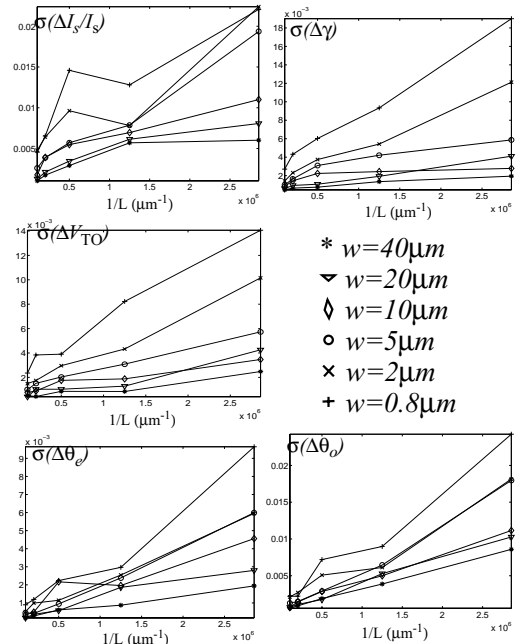 σ(ΔIs/Is)
0.02
0.015
0.01
0.005
0.5 1 1.5 2 2.5
x 10⁶
1/L (μm⁻¹)
x 10⁻³
σ(Δγ)
18
16
14
12
10
8
6
4
2
0.5 1 1.5 2 2.5
x 10⁶
1/L (μm⁻¹)
x 10⁻³
σ(ΔVTO)
14
12
10
8
6
4
2
0.5 1 1.5 2 2.5
x 10⁶
1/L (μm⁻¹)
* w=40μm
▽ w=20μm
◇ w=10μm
○ w=5μm
× w=2μm
+ w=0.8μm
x 10⁻³
σ(Δθe)
9
8
7
6
5
4
3
2
1
0.5 1 1.5 2 2.5
x 10⁶
1/L (μm⁻¹)
σ(Δθo)
0.02
0.015
0.01
0.005
0.5 1 1.5 2 2.5
x 10⁶
1/L (μm⁻¹)